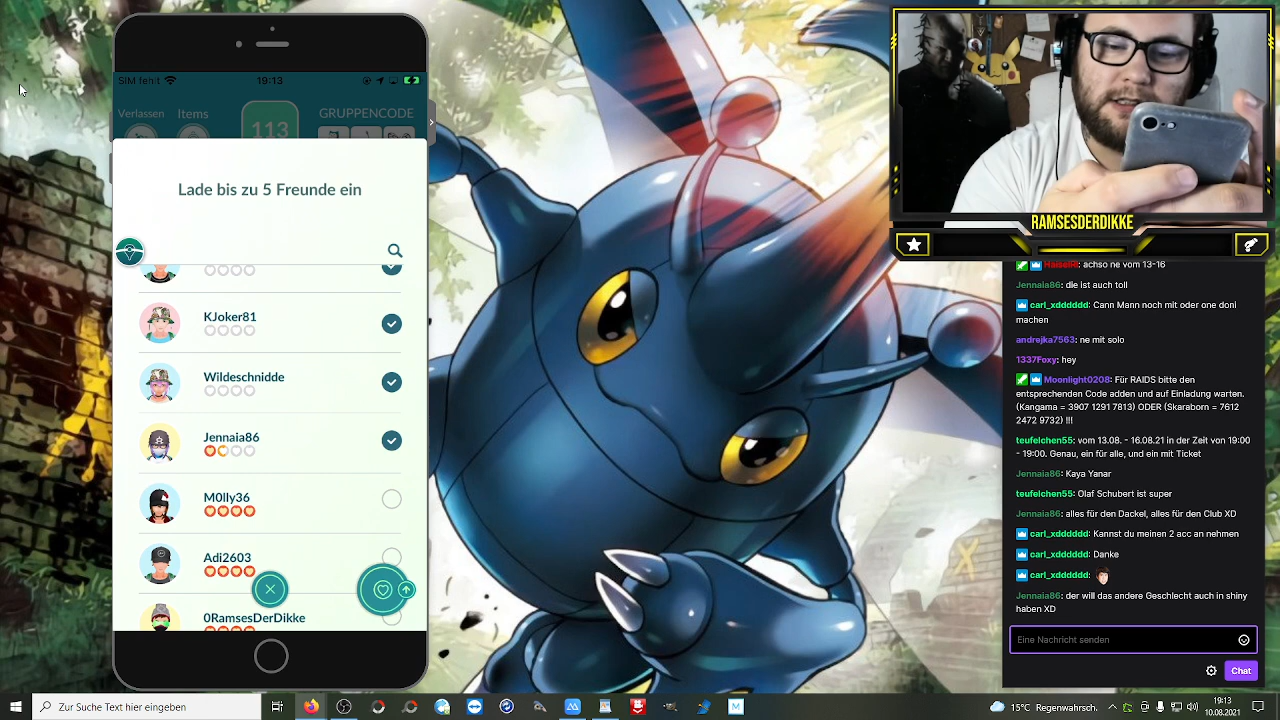 SIM fehlt
19:13
Verlassen
Items
113
GRUPPENCODE
Lade bis zu 5 Freunde ein
KJoker81
Wildeschnidde
Jennaia86
M0lly36
Adi2603
0RamsesDerDikke
RAMSESDERDIKKE
HaiselRi: achso ne vom 13-16
Jennaia86: die ist auch toll
carl_xdddddd: Cann Mann noch mit oder one doni
machen
andrejka7563: ne mit solo
1337Foxy: hey
Moonlight0208: Für RAIDS bitte den
entsprechenden Code adden und auf Einladung warten.
(Kangama = 3907 1291 7813) ODER (Skaraborn = 7612
2472 9732) !!!
teufelchen55: vom 13.08. - 16.08.21 in der Zeit von 19:00
- 19:00. Genau, ein für alle, und ein mit Ticket
Jennaia86: Kaya Yanar
teufelchen55: Olaf Schubert ist super
Jennaia86: alles für den Dackel, alles für den Club XD
carl_xdddddd: Kannst du meinen 2 acc an nehmen
carl_xdddddd: Danke
carl_xdddddd:
Jennaia86: der will das andere Geschlecht auch in shiny
haben XD
Eine Nachricht senden
Chat
Zur Suche Text hier eingeben
M
15°C
19:13
10.08.2021